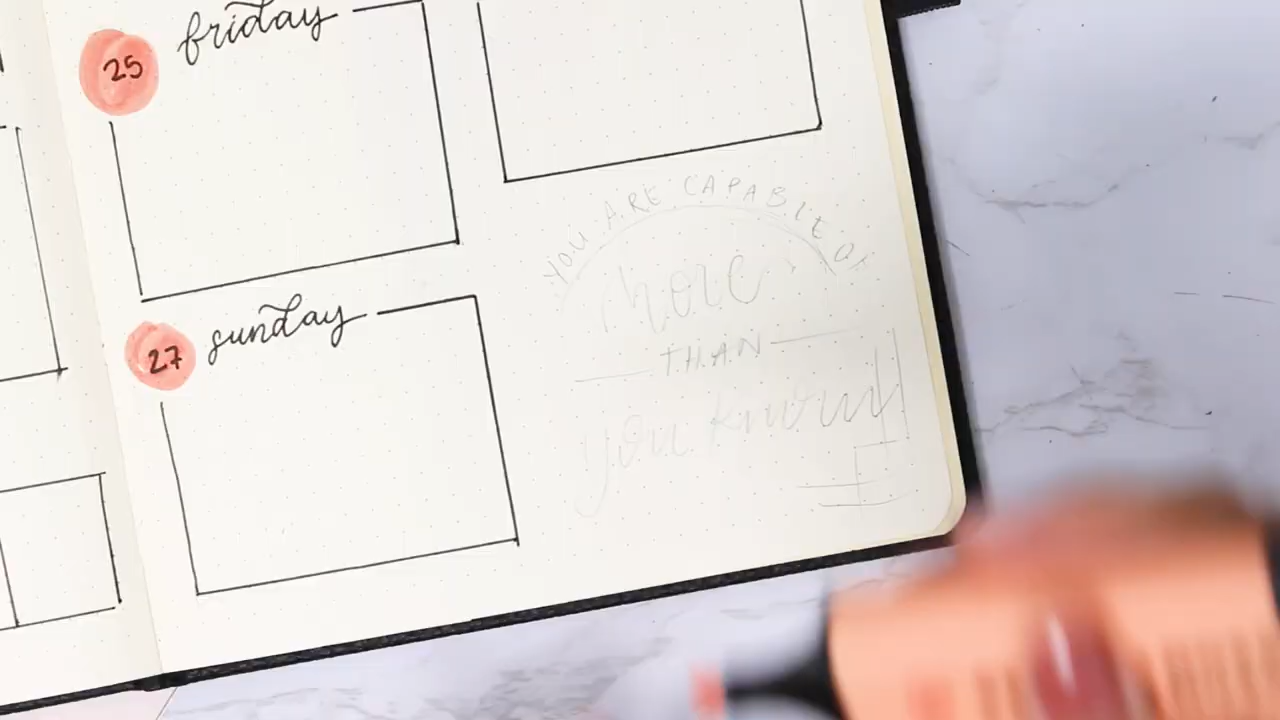 25 friday
27 sunday
YOU ARE CAPABLE OF
more
THAN
you know